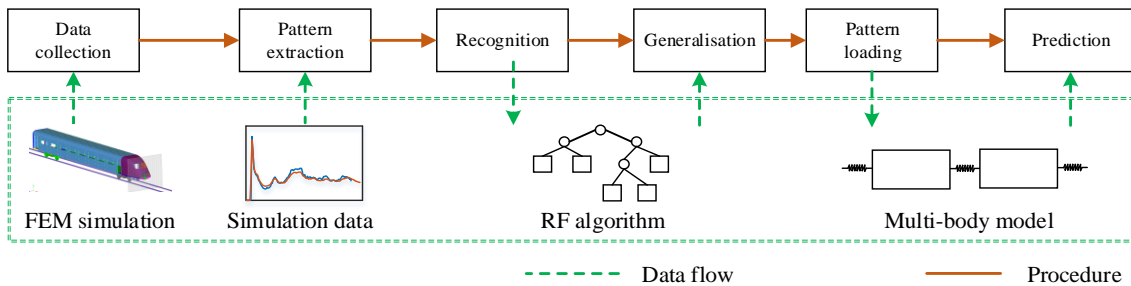 Data
collection
Pattern
extraction
Recognition
Generalisation
Pattern
loading
Prediction
FEM simulation
Simulation data
RF algorithm
Multi-body model
Data flow
Procedure